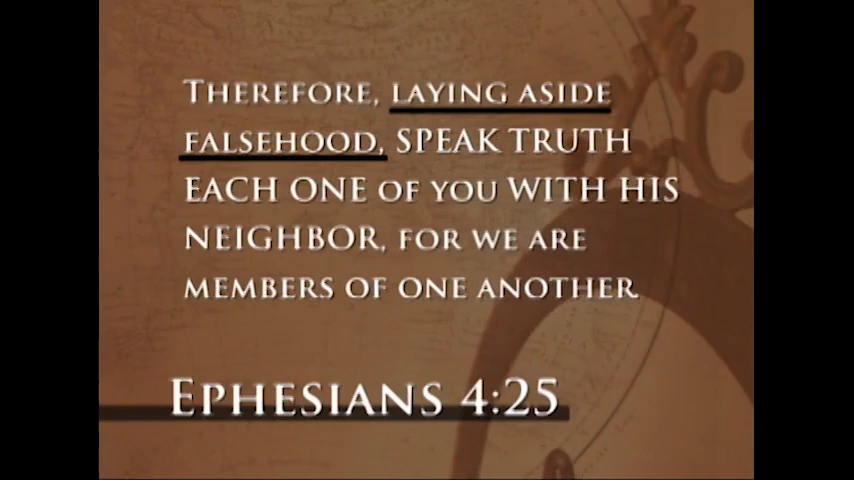 Therefore, laying aside
falsehood, SPEAK TRUTH
EACH ONE of you WITH HIS
NEIGHBOR, for we are
members of one another.
Ephesians 4:25